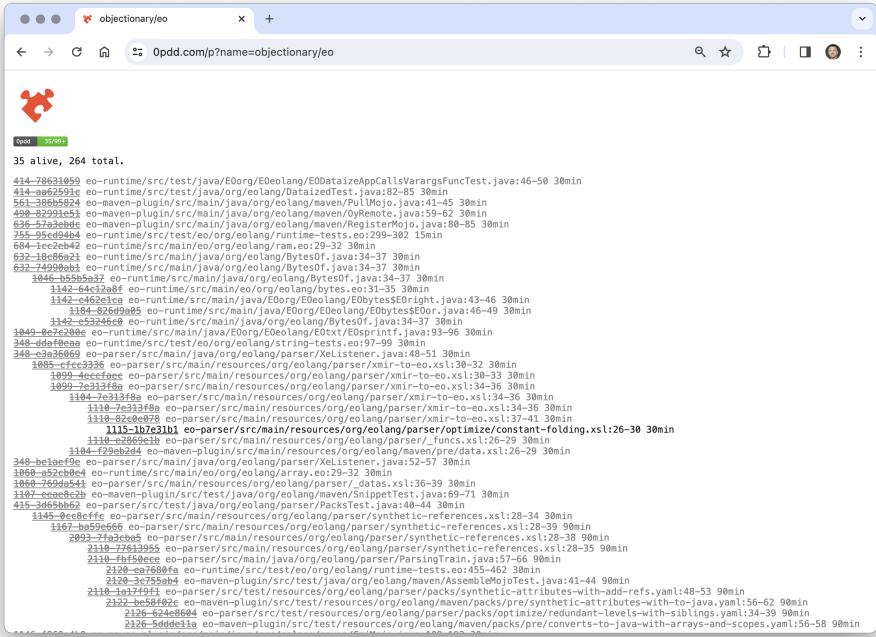 objectionary/eo
0pdd.com/p?name=objectionary/eo
0pdd 35/99+
35 alive, 264 total.
414-78631059 eo-runtime/src/test/java/EOorg/EOeolang/EODataizeAppCallsVarargsFuncTest.java:46-50 30min
414-aa62591c eo-runtime/src/test/java/org/eolang/DataizedTest.java:82-85 30min
561-386b5824 eo-maven-plugin/src/main/java/org/eolang/maven/PullMojo.java:41-45 30min
490-82991e51 eo-maven-plugin/src/main/java/org/eolang/maven/OyRemote.java:59-62 30min
636-57a3ebdc eo-maven-plugin/src/main/java/org/eolang/maven/RegisterMojo.java:80-85 30min
755-95cd94b4 eo-runtime/src/test/eo/org/eolang/runtime-tests.eo:299-302 15min
684-1cc2eb42 eo-runtime/src/main/eo/org/eolang/ram.eo:29-32 30min
632-18c86a21 eo-runtime/src/main/java/org/eolang/BytesOf.java:34-37 30min
632-74990ab1 eo-runtime/src/main/java/org/eolang/BytesOf.java:34-37 30min
1046-b55b5a37 eo-runtime/src/main/java/org/eolang/BytesOf.java:34-37 30min
1142-64c12a8f eo-runtime/src/main/eo/org/eolang/bytes.eo:31-35 30min
1142-c462e1ca eo-runtime/src/main/java/EOorg/EOeolang/EObytes$EOright.java:43-46 30min
1184-826d9a05 eo-runtime/src/main/java/EOorg/EOeolang/EObytes$EOor.java:46-49 30min
1142-e53246c0 eo-runtime/src/main/java/org/eolang/BytesOf.java:34-37 30min
1049-0e7c200c eo-runtime/src/main/java/EOorg/EOeolang/EOtxt/EOsprintf.java:93-96 30min
348-ddaf0eaa eo-runtime/src/test/eo/org/eolang/string-tests.eo:97-99 30min
348-e3a36069 eo-parser/src/main/java/org/eolang/parser/XeListener.java:48-51 30min
1085-cfcc3336 eo-parser/src/main/resources/org/eolang/parser/xmir-to-eo.xsl:30-32 30min
1099-4eccfaec eo-parser/src/main/resources/org/eolang/parser/xmir-to-eo.xsl:30-33 30min
1099-7e313f8a eo-parser/src/main/resources/org/eolang/parser/xmir-to-eo.xsl:34-36 30min
1104-7e313f8a eo-parser/src/main/resources/org/eolang/parser/xmir-to-eo.xsl:34-36 30min
1110-7e313f8a eo-parser/src/main/resources/org/eolang/parser/xmir-to-eo.xsl:34-36 30min
1110-82c0e078 eo-parser/src/main/resources/org/eolang/parser/xmir-to-eo.xsl:37-41 30min
1115-1b7e31b1 eo-parser/src/main/resources/org/eolang/parser/optimize/constant-folding.xsl:26-30 30min
1110-e2869e1b eo-parser/src/main/resources/org/eolang/parser/_funcs.xsl:26-29 30min
1104-f29eb2d4 eo-maven-plugin/src/main/resources/org/eolang/maven/pre/data.xsl:26-29 30min
348-be1aef9e eo-parser/src/main/java/org/eolang/parser/XeListener.java:52-57 30min
1060-a52cb0c4 eo-runtime/src/main/eo/org/eolang/array.eo:29-32 30min
1060-769da541 eo-parser/src/main/resources/org/eolang/parser/_datas.xsl:36-39 30min
1107-eeae8c2b eo-maven-plugin/src/test/java/org/eolang/maven/SnippetTest.java:69-71 30min
415-3d65bb62 eo-parser/src/test/java/org/eolang/parser/PacksTest.java:40-44 30min
1145-0cc8cffc eo-parser/src/main/resources/org/eolang/parser/synthetic-references.xsl:28-34 30min
1167-ba59e666 eo-parser/src/main/resources/org/eolang/parser/synthetic-references.xsl:28-39 90min
2093-7fa3cba5 eo-parser/src/main/resources/org/eolang/parser/synthetic-references.xsl:28-38 90min
2110-77613955 eo-parser/src/main/resources/org/eolang/parser/synthetic-references.xsl:28-35 90min
2110-fbf50ece eo-parser/src/main/java/org/eolang/parser/ParsingTrain.java:57-66 90min
2120-ea7680fa eo-runtime/src/test/eo/org/eolang/runtime-tests.eo:455-462 30min
2120-3c755ab4 eo-maven-plugin/src/test/java/org/eolang/maven/AssembleMojoTest.java:41-44 90min
2110-1a17f9f1 eo-parser/src/test/resources/org/eolang/parser/packs/synthetic-attributes-with-add-refs.yaml:48-53 90min
2122-bc58f02c eo-maven-plugin/src/test/resources/org/eolang/maven/packs/pre/synthetic-attributes-with-to-java.yaml:56-62 90min
2126-624e8604 eo-parser/src/test/resources/org/eolang/parser/packs/optimize/redundant-levels-with-siblings.yaml:34-39 90min
2126-5ddde11a eo-maven-plugin/src/test/resources/org/eolang/maven/packs/pre/converts-to-java-with-arrays-and-scopes.yaml:56-58 90min